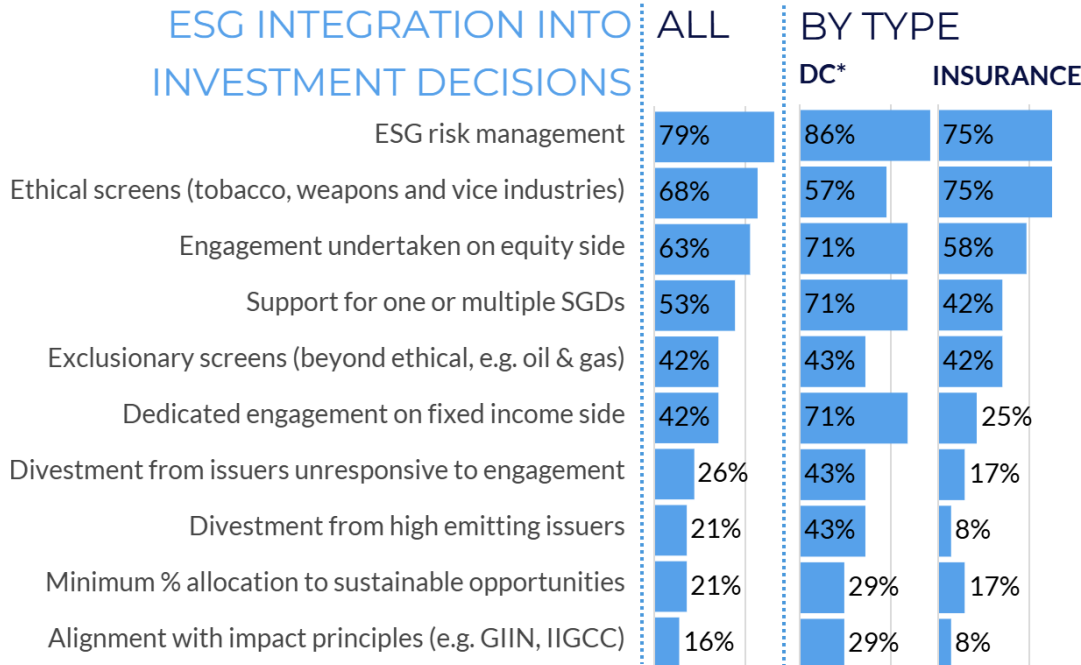 ESG INTEGRATION INTO INVESTMENT DECISIONS
ALL
BY TYPE
DC*
INSURANCE
ESG risk management 79% 86% 75%
Ethical screens (tobacco, weapons and vice industries) 68% 57% 75%
Engagement undertaken on equity side 63% 71% 58%
Support for one or multiple SGDs 53% 71% 42%
Exclusionary screens (beyond ethical, e.g. oil & gas) 42% 43% 42%
Dedicated engagement on fixed income side 42% 71% 25%
Divestment from issuers unresponsive to engagement 26% 43% 17%
Divestment from high emitting issuers 21% 43% 8%
Minimum % allocation to sustainable opportunities 21% 29% 17%
Alignment with impact principles (e.g. GIIN, IIGCC) 16% 29% 8%